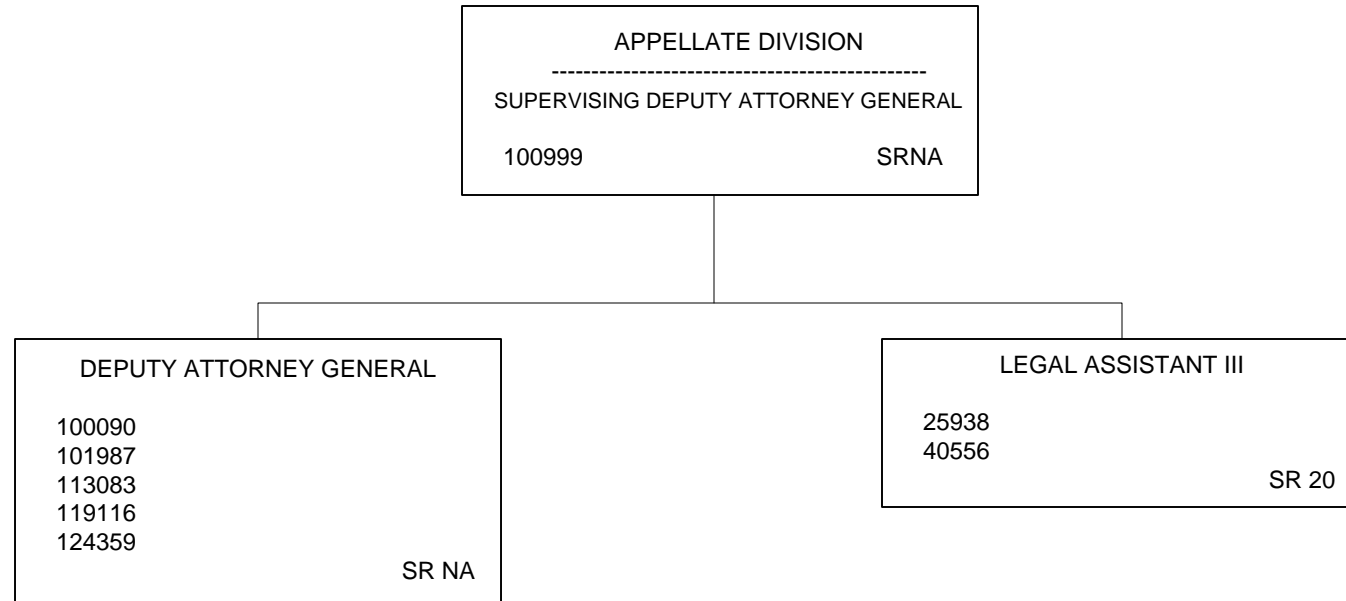 APPELLATE DIVISION
-----------------------------------------------
SUPERVISING DEPUTY ATTORNEY GENERAL
100999 SRNA
DEPUTY ATTORNEY GENERAL
100090
101987
113083
119116
124359
SR NA
LEGAL ASSISTANT III
25938
40556
SR 20